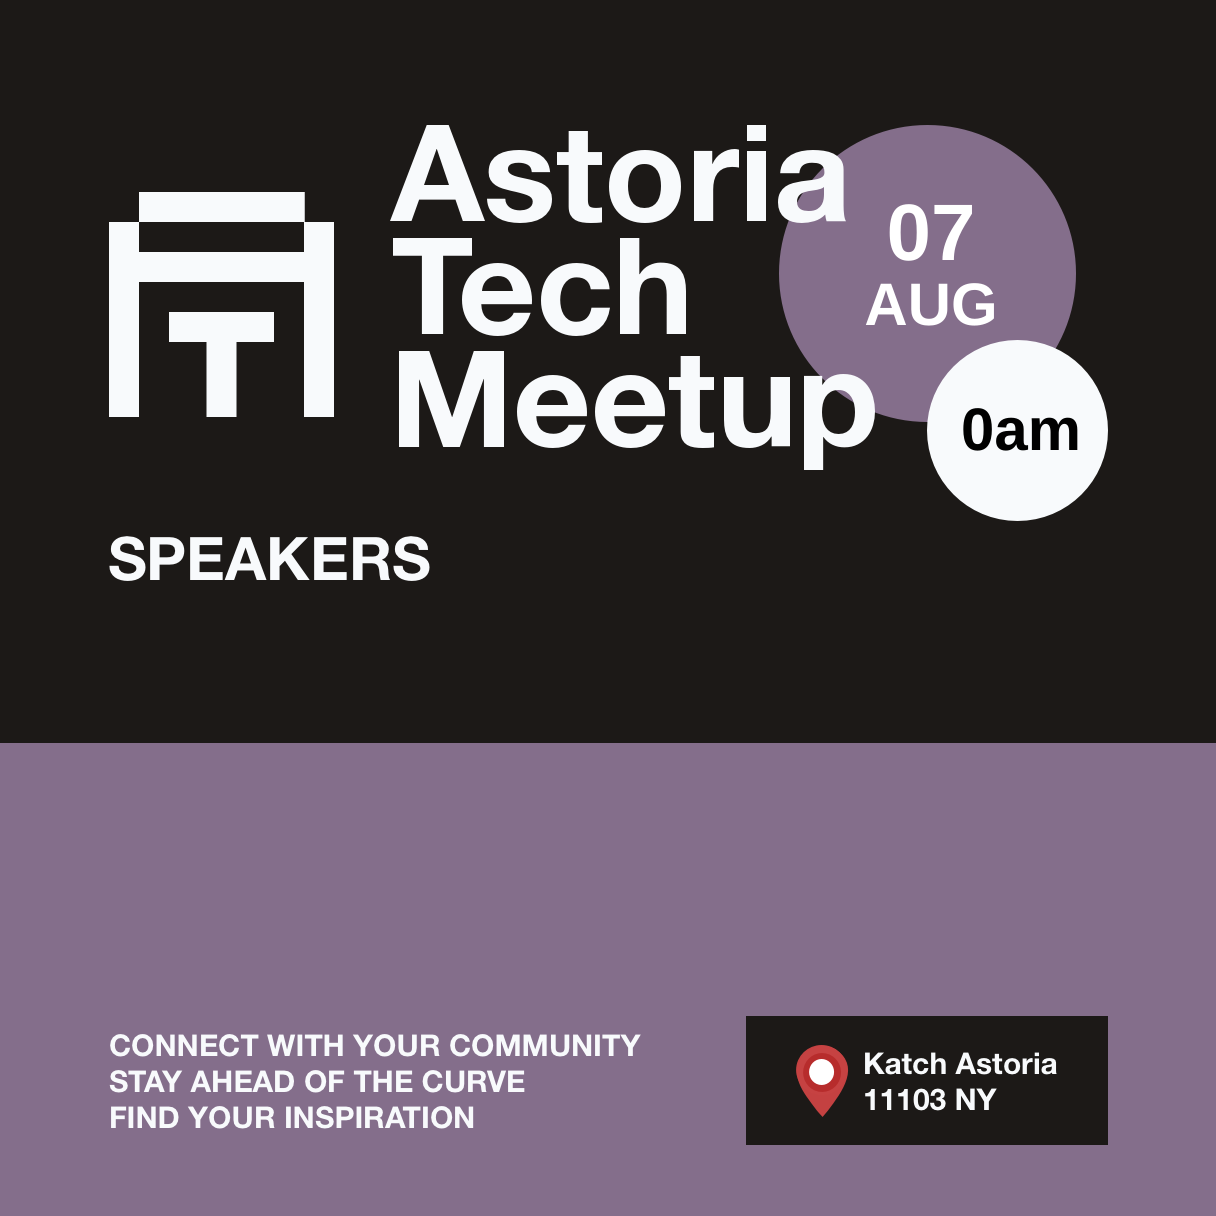 Astoria
Tech
Meetup
07
AUG
0am
SPEAKERS
CONNECT WITH YOUR COMMUNITY
STAY AHEAD OF THE CURVE
FIND YOUR INSPIRATION
Katch Astoria
11103 NY